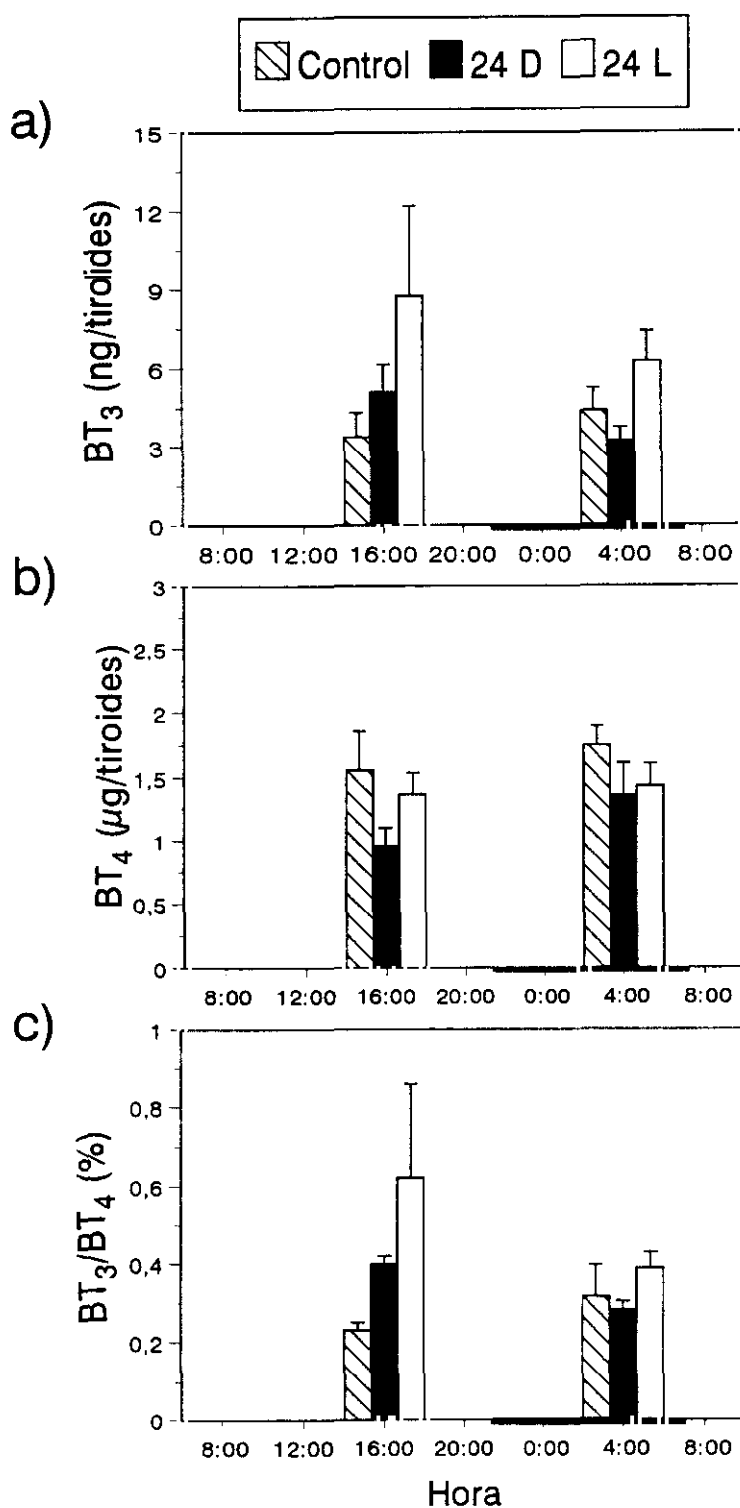 Control 24 D 24 L
a)
15
12
9
6
3
0
BT3 (ng/tirolides)
8:00 12:00 16:00 20:00 0:00 4:00 8:00
b)
3
2.5
2
1.5
1
0.5
0
BT4 (µg/tiroides)
8:00 12:00 16:00 20:00 0:00 4:00 8:00
c)
1
0,8
0,6
0,4
0,2
0
BT3/BT4 (%)
8:00 12:00 16:00 20:00 0:00 4:00 8:00
Hora